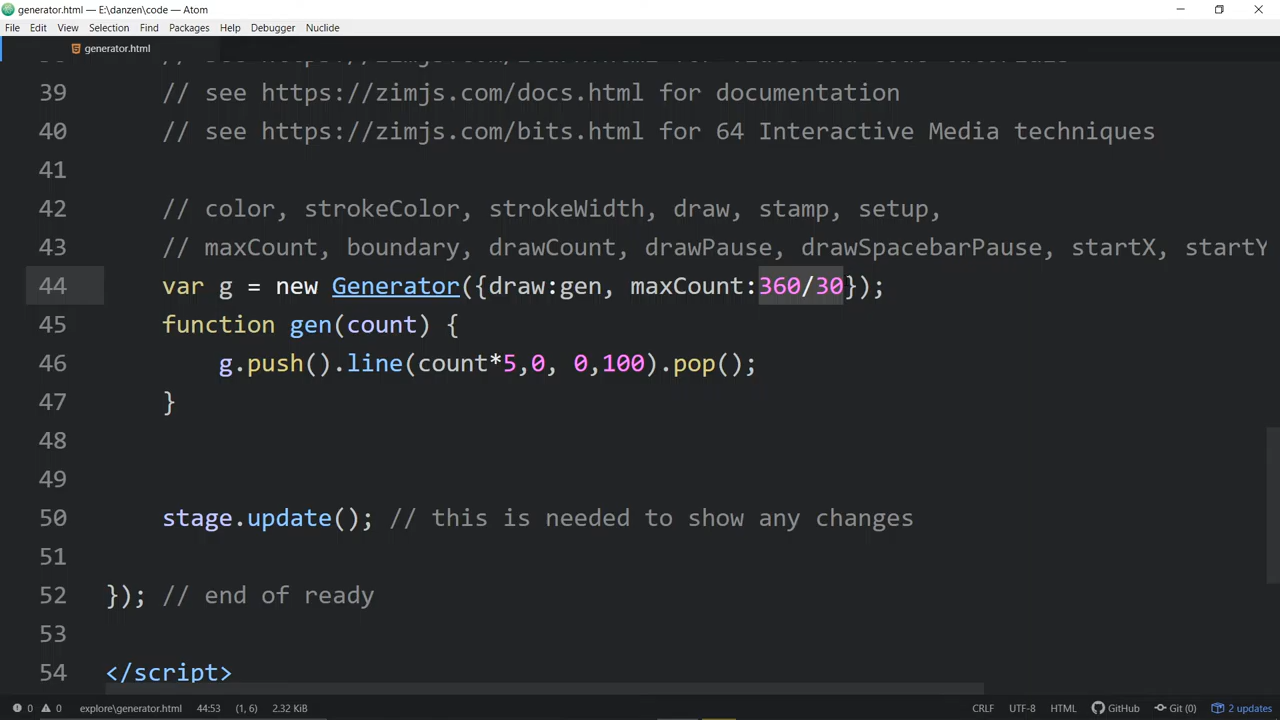 generator.html — E:\danzen\code — Atom
File Edit View Selection Find Packages Help Debugger Nuclide
generator.html
39 // see https://zimjs.com/docs.html for documentation
40 // see https://zimjs.com/bits.html for 64 Interactive Media techniques
41
42 // color, strokeColor, strokeWidth, draw, stamp, setup,
43 // maxCount, boundary, drawCount, drawPause, drawSpacebarPause, startX, startY
44 var g = new Generator({draw:gen, maxCount:360/30});
45 function gen(count) {
46 g.push().line(count*5,0, 0,100).pop();
47 }
48
49
50 stage.update(); // this is needed to show any changes
51
52 }); // end of ready
53
54 </script>
0 0 explore\generator.html 44:53 (1, 6) 2.32 KiB CRLF UTF-8 HTML GitHub Git (0) 2 updates